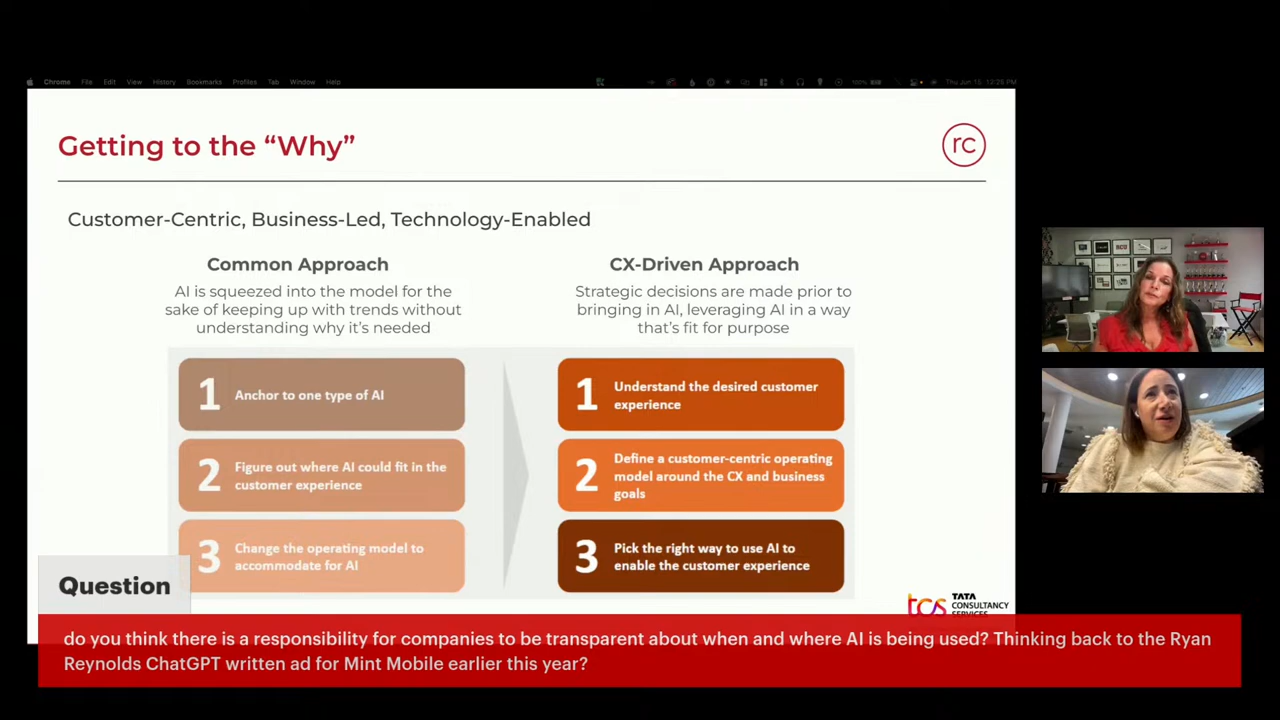 Chrome File Edit View History Bookmarks Profiles Tab Window Help
100%
Thu Jun 15 12:25 PM
Getting to the “Why”
rc
Customer-Centric, Business-Led, Technology-Enabled
Common Approach
AI is squeezed into the model for the
sake of keeping up with trends without
understanding why it’s needed
1 Anchor to one type of AI
2 Figure out where AI could fit in the
customer experience
3 Change the operating model to
accommodate for AI
CX-Driven Approach
Strategic decisions are made prior to
bringing in AI, leveraging AI in a way
that’s fit for purpose
1 Understand the desired customer
experience
2 Define a customer-centric operating
model around the CX and business
goals
3 Pick the right way to use AI to
enable the customer experience
tcs TATA
CONSULTANCY
SERVICES
Question
do you think there is a responsibility for companies to be transparent about when and where AI is being used? Thinking back to the Ryan
Reynolds ChatGPT written ad for Mint Mobile earlier this year?